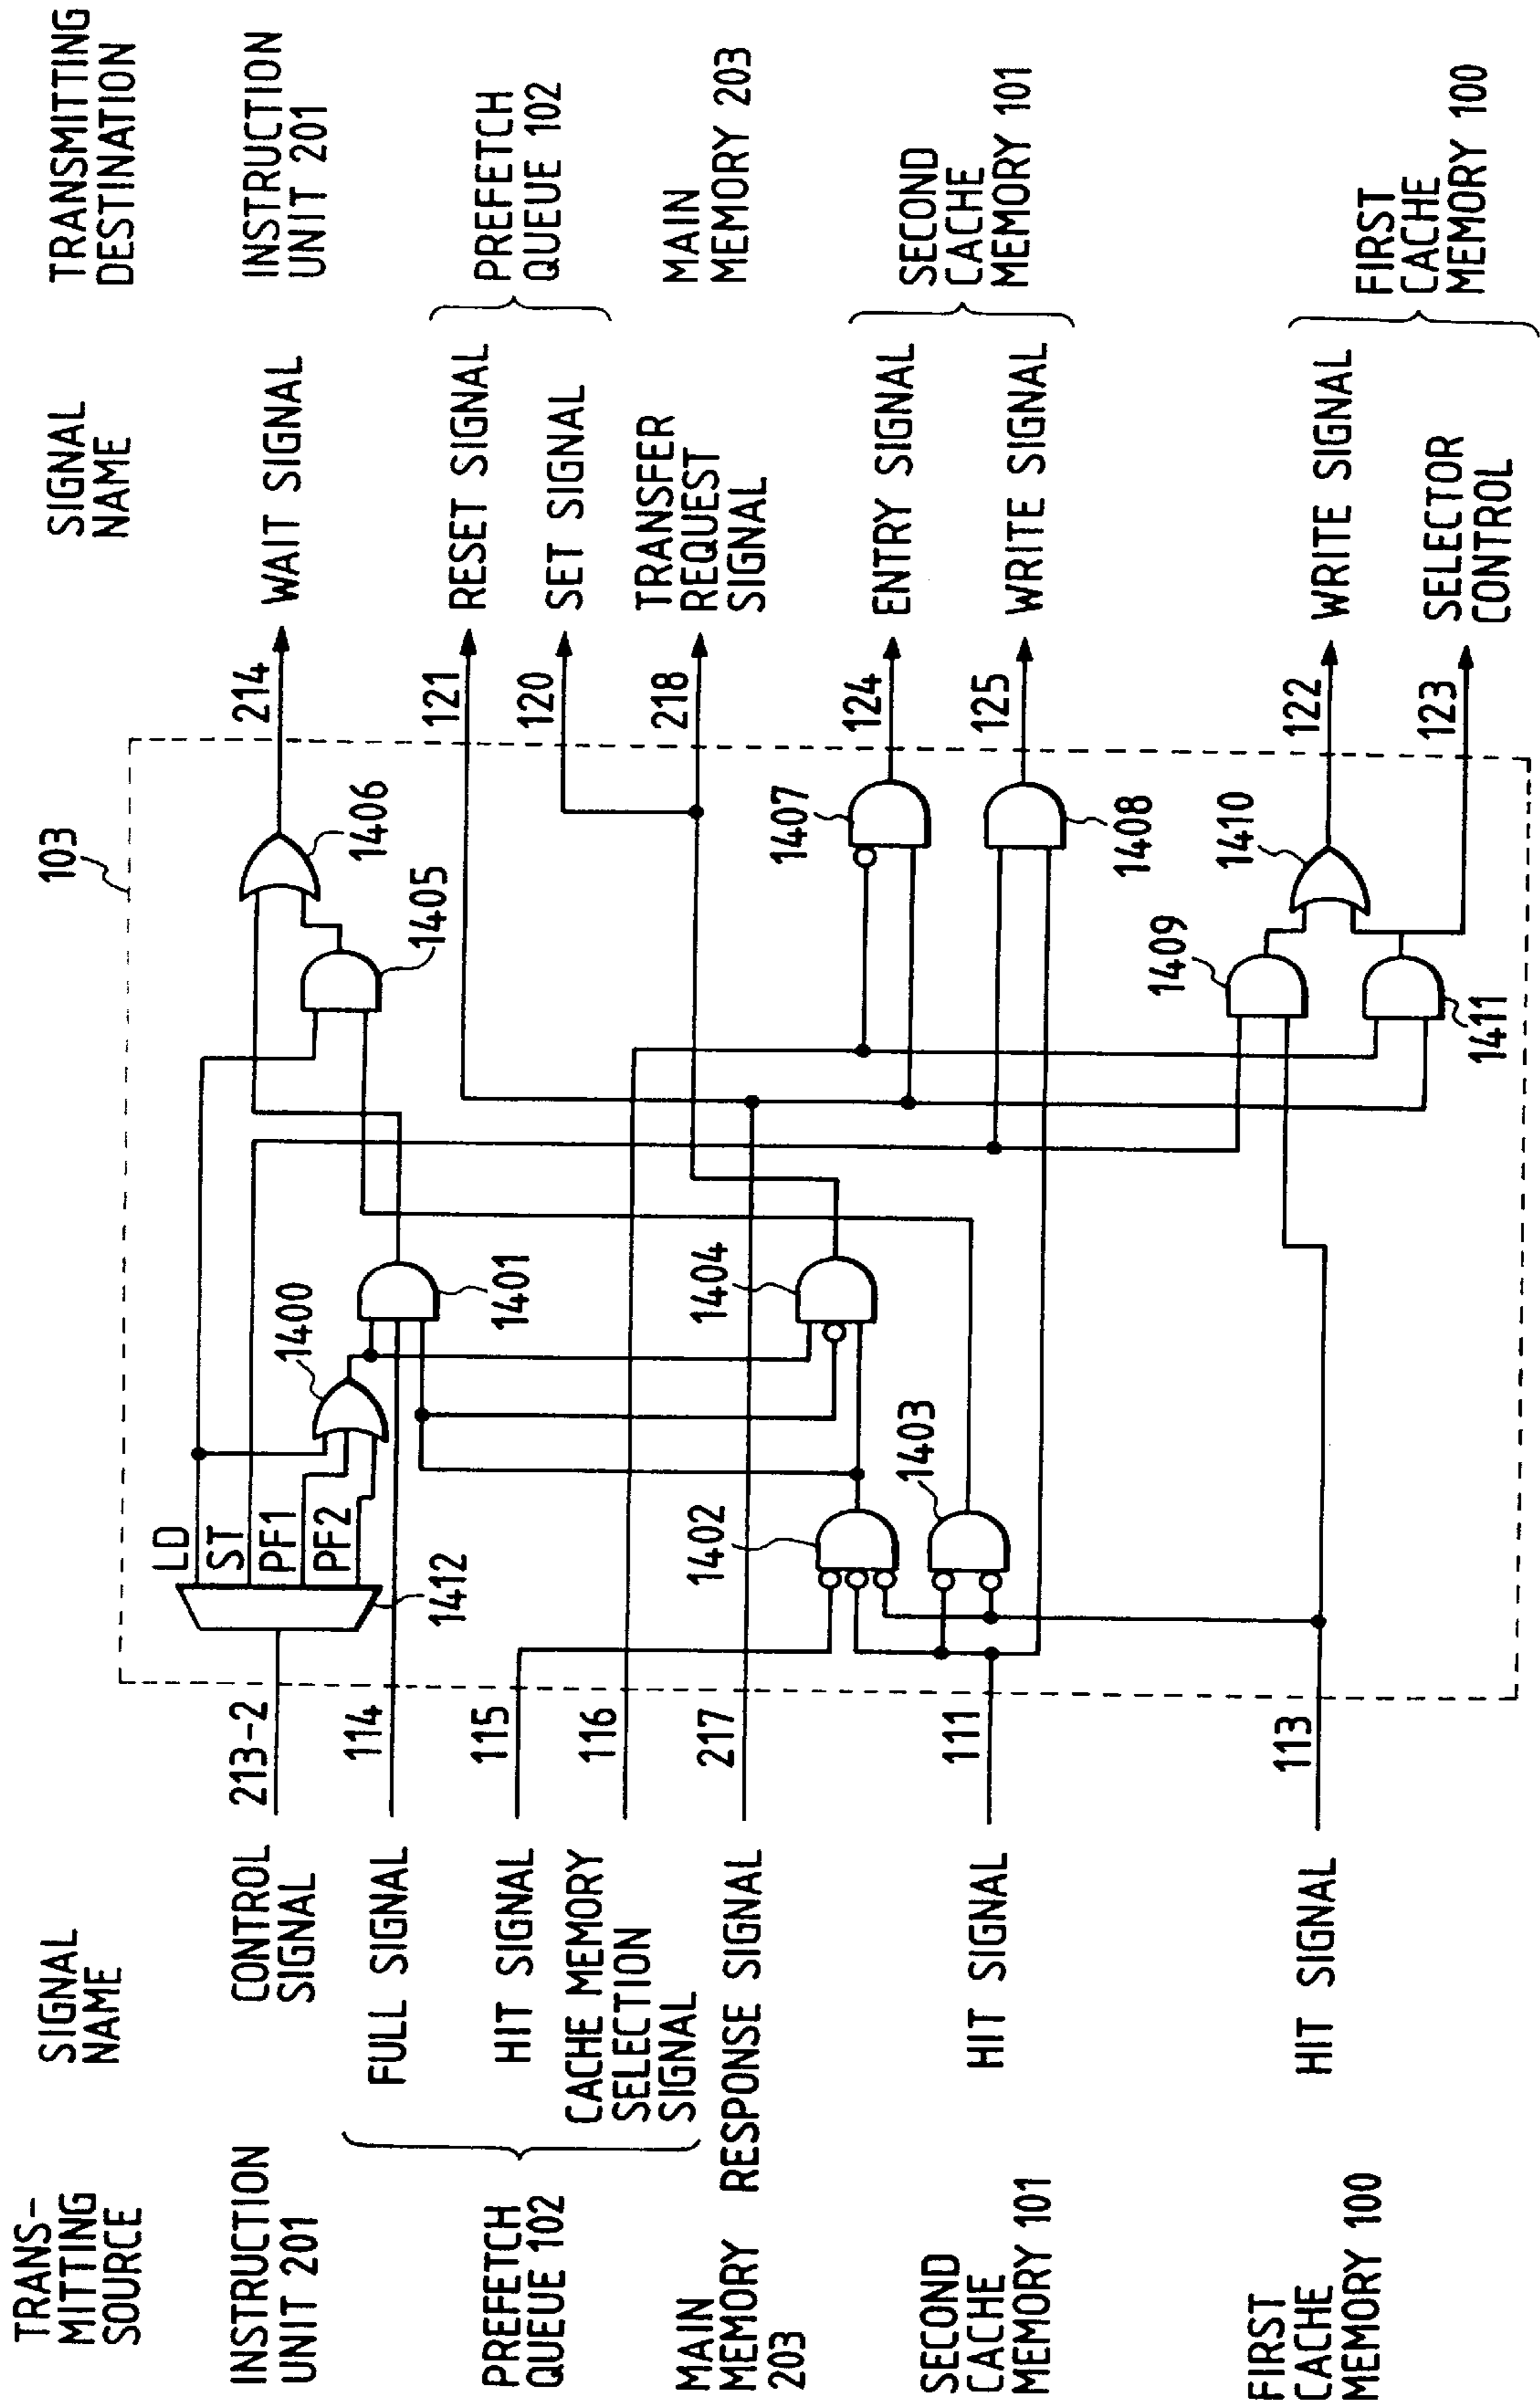 TRANS-
MITTING
SOURCE
SIGNAL
NAME
SIGNAL
NAME
TRANSMITTING
DESTINATION
INSTRUCTION
UNIT 201
CONTROL
SIGNAL
213-2
PREFETCH
QUEUE 102
FULL SIGNAL
114
HIT SIGNAL
115
CACHE MEMORY
SELECTION
SIGNAL
116
MAIN
MEMORY
203
RESPONSE SIGNAL
217
SECOND
CACHE
MEMORY 101
HIT SIGNAL
111
FIRST
CACHE
MEMORY 100
HIT SIGNAL
113
103
LD
ST
PF1
PF2
1412
1400
1401
1402
1403
1404
1405
1406
1407
1408
1409
1410
1411
214
WAIT SIGNAL
INSTRUCTION
UNIT 201
121
RESET SIGNAL
120
SET SIGNAL
PREFETCH
QUEUE 102
218
TRANSFER
REQUEST
SIGNAL
MAIN
MEMORY 203
124
ENTRY SIGNAL
125
WRITE SIGNAL
SECOND
CACHE
MEMORY 101
122
WRITE SIGNAL
123
SELECTOR
CONTROL
FIRST
CACHE
MEMORY 100